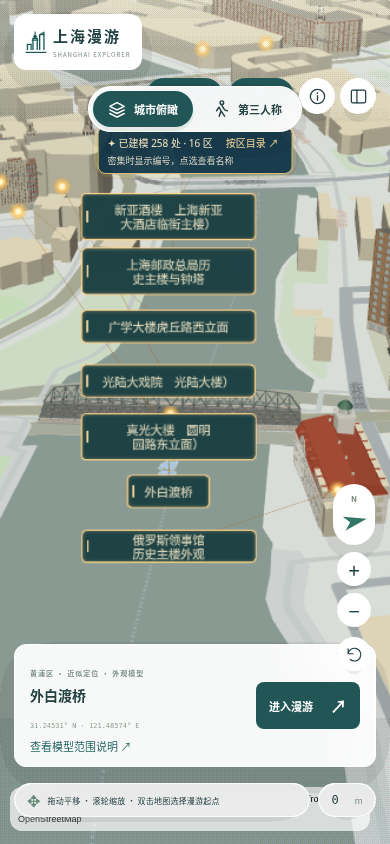 上海漫游
SHANGHAI EXPLORER
城市俯瞰
第三人称
✦ 已建模 258 处 · 16 区 按区目录 ↗
密集时显示编号，点选查看名称
新亚酒楼 上海新亚
大酒店临街主楼）
上海邮政总局历
史主楼与钟塔
广学大楼虎丘路西立面
光陆大戏院 光陆大楼）
真光大楼 圆明
园路东立面）
外白渡桥
俄罗斯领事馆
历史主楼外观
N
+
−
黄浦区 · 近似定位 · 外观模型
外白渡桥
31.24531° N · 121.48574° E
查看模型范围说明 ↗
进入漫游 ↗
拖动平移 · 滚轮缩放 · 双击地图选择漫游起点
0 m
OpenStreetMap